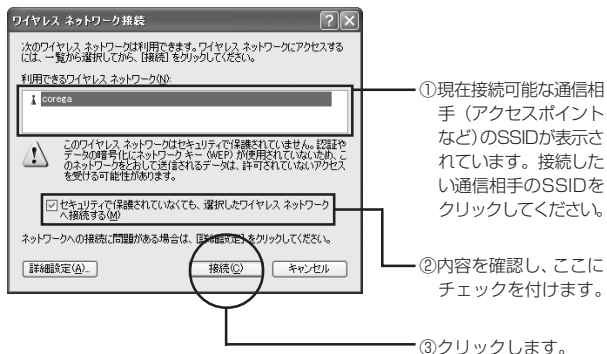 ワイヤレス ネットワーク接続
次のワイヤレス ネットワークは利用できます。ワイヤレス ネットワークにアクセスする
には、一覧から選択してから、[接続] をクリックしてください。
利用できるワイヤレス ネットワーク(N):
corega
このワイヤレス ネットワークはセキュリティで保護されていません。認証や
データの暗号化にネットワーク キー (WEP) が使用されていないため、こ
のネットワークをとおして送信されるデータは、許可されていないアクセス
を受ける可能性があります。
セキュリティで保護されていなくても、選択したワイヤレス ネットワーク
へ接続する(M)
ネットワークへの接続に問題がある場合は、[詳細設定] をクリックしてください。
詳細設定(A)...
接続(C)
キャンセル
①現在接続可能な通信相
手（アクセスポイント
など）のSSIDが表示さ
れています。接続した
い通信相手のSSIDを
クリックしてください。
②内容を確認し、ここに
チェックを付けます。
③クリックします。